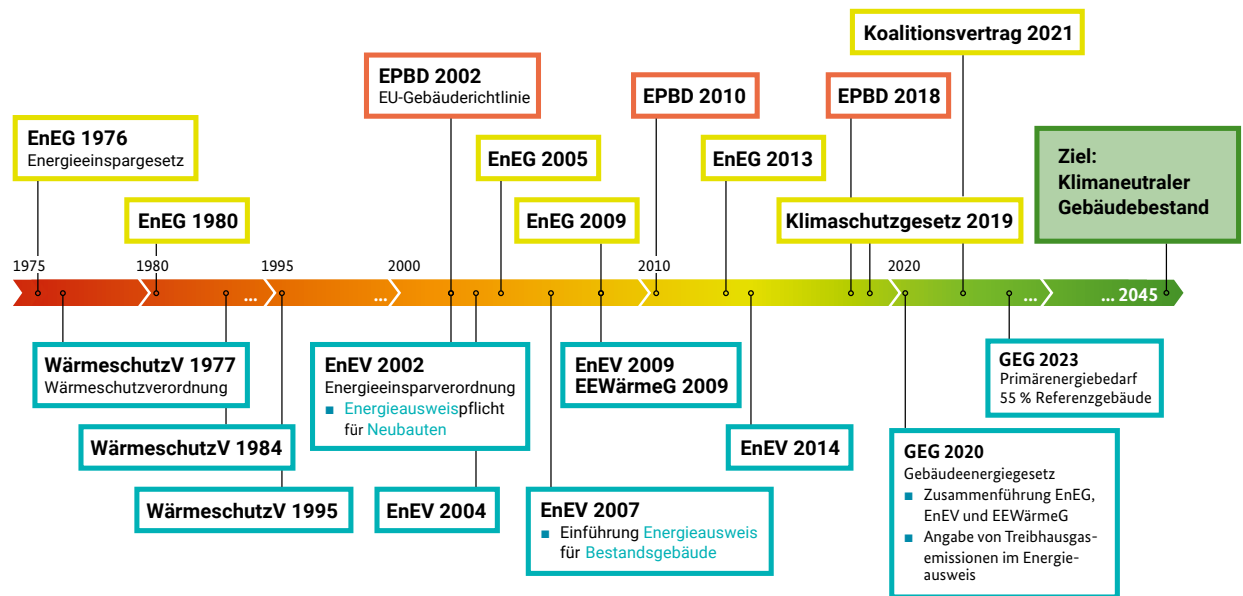 Koalitionsvertrag 2021
EPBD 2002
EU-Gebäuderichtlinie
EPBD 2010
EPBD 2018
EnEG 1976
Energieeinspargesetz
EnEG 2005
EnEG 2013
Ziel:
Klimaneutraler
Gebäudebestand
EnEG 1980
EnEG 2009
Klimaschutzgesetz 2019
1975
1980
1995
2000
2010
2020
...
...
...
... 2045
WärmeschutzV 1977
Wärmeschutzverordnung
EnEV 2002
Energieeinsparverordnung
■ Energieausweispflicht
für Neubauten
EnEV 2009
EEWärmeG 2009
GEG 2023
Primärenergiebedarf
55 % Referenzgebäude
WärmeschutzV 1984
EnEV 2014
GEG 2020
Gebäudeenergiegesetz
■ Zusammenführung EnEG,
EnEV und EEWärmeG
■ Angabe von Treibhausgas-
emissionen im Energie-
ausweis
WärmeschutzV 1995
EnEV 2004
EnEV 2007
■ Einführung Energieausweis
für Bestandsgebäude